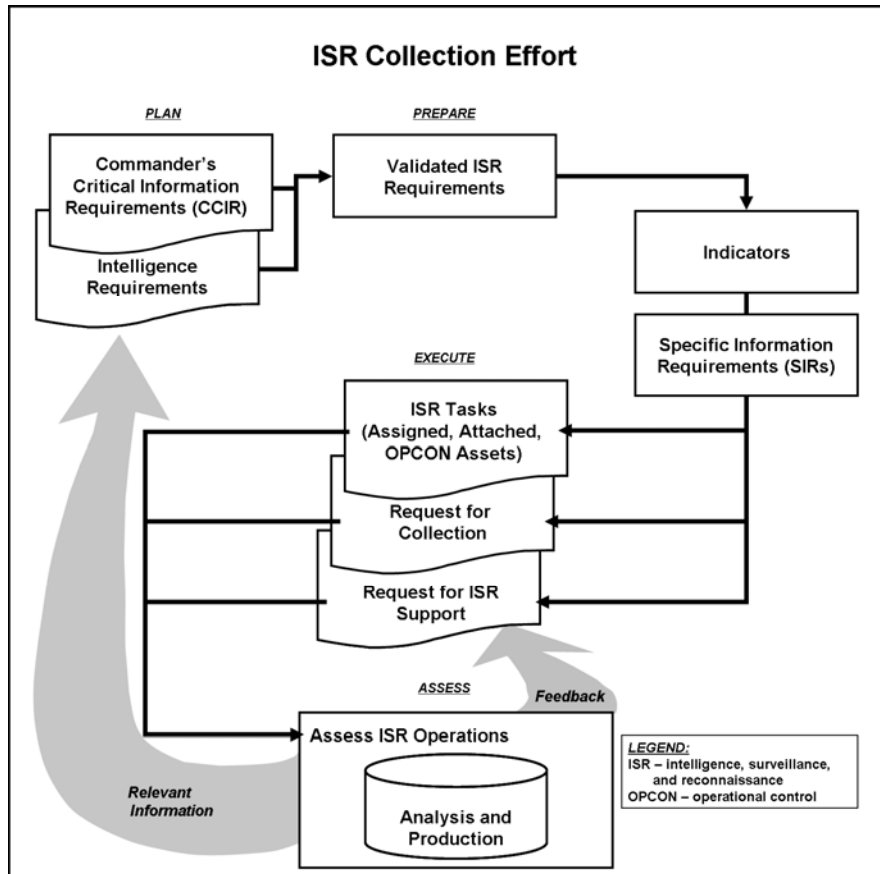 ISR Collection Effort
PLAN
PREPARE
Commander's
Critical Information
Requirements (CCIR)
Validated ISR
Requirements
Intelligence
Requirements
Indicators
Specific Information
Requirements (SIRs)
EXECUTE
ISR Tasks
(Assigned, Attached,
OPCON Assets)
Request for
Collection
Request for ISR
Support
ASSESS
Feedback
Assess ISR Operations
Analysis and
Production
Relevant
Information
LEGEND:
ISR – intelligence, surveillance,
and reconnaissance
OPCON – operational control